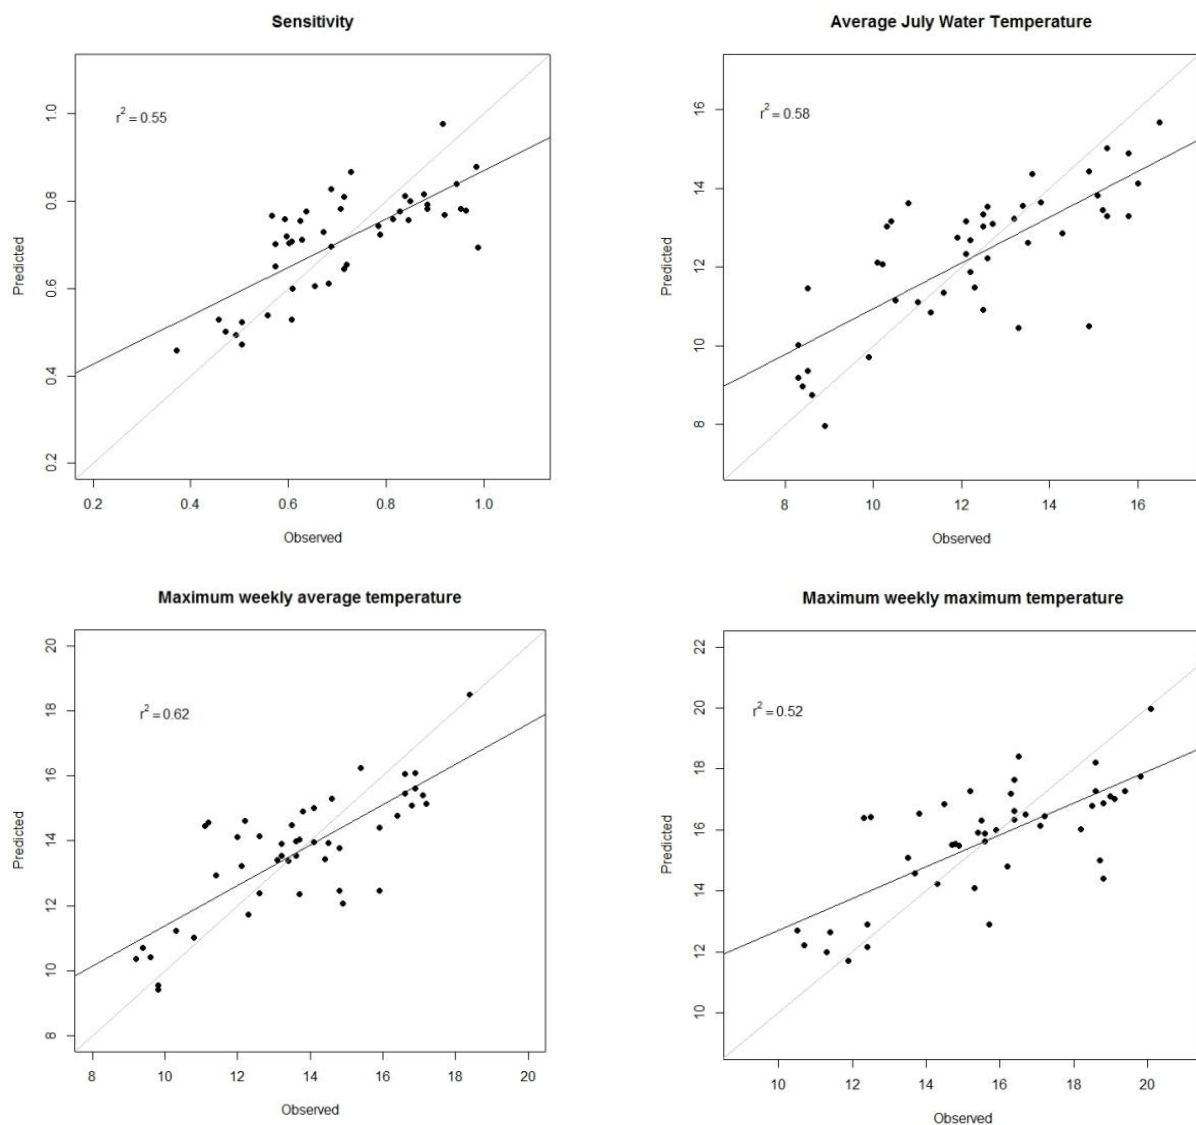 Sensitivity
r² = 0.55
1.0
0.8
0.6
0.4
0.2
Predicted
0.2 0.4 0.6 0.8 1.0
Observed
Average July Water Temperature
r² = 0.58
16
14
12
10
8
Predicted
8 10 12 14 16
Observed
Maximum weekly average temperature
r² = 0.62
20
18
16
14
12
10
8
Predicted
8 10 12 14 16 18 20
Observed
Maximum weekly maximum temperature
r² = 0.52
22
20
18
16
14
12
10
Predicted
10 12 14 16 18 20
Observed